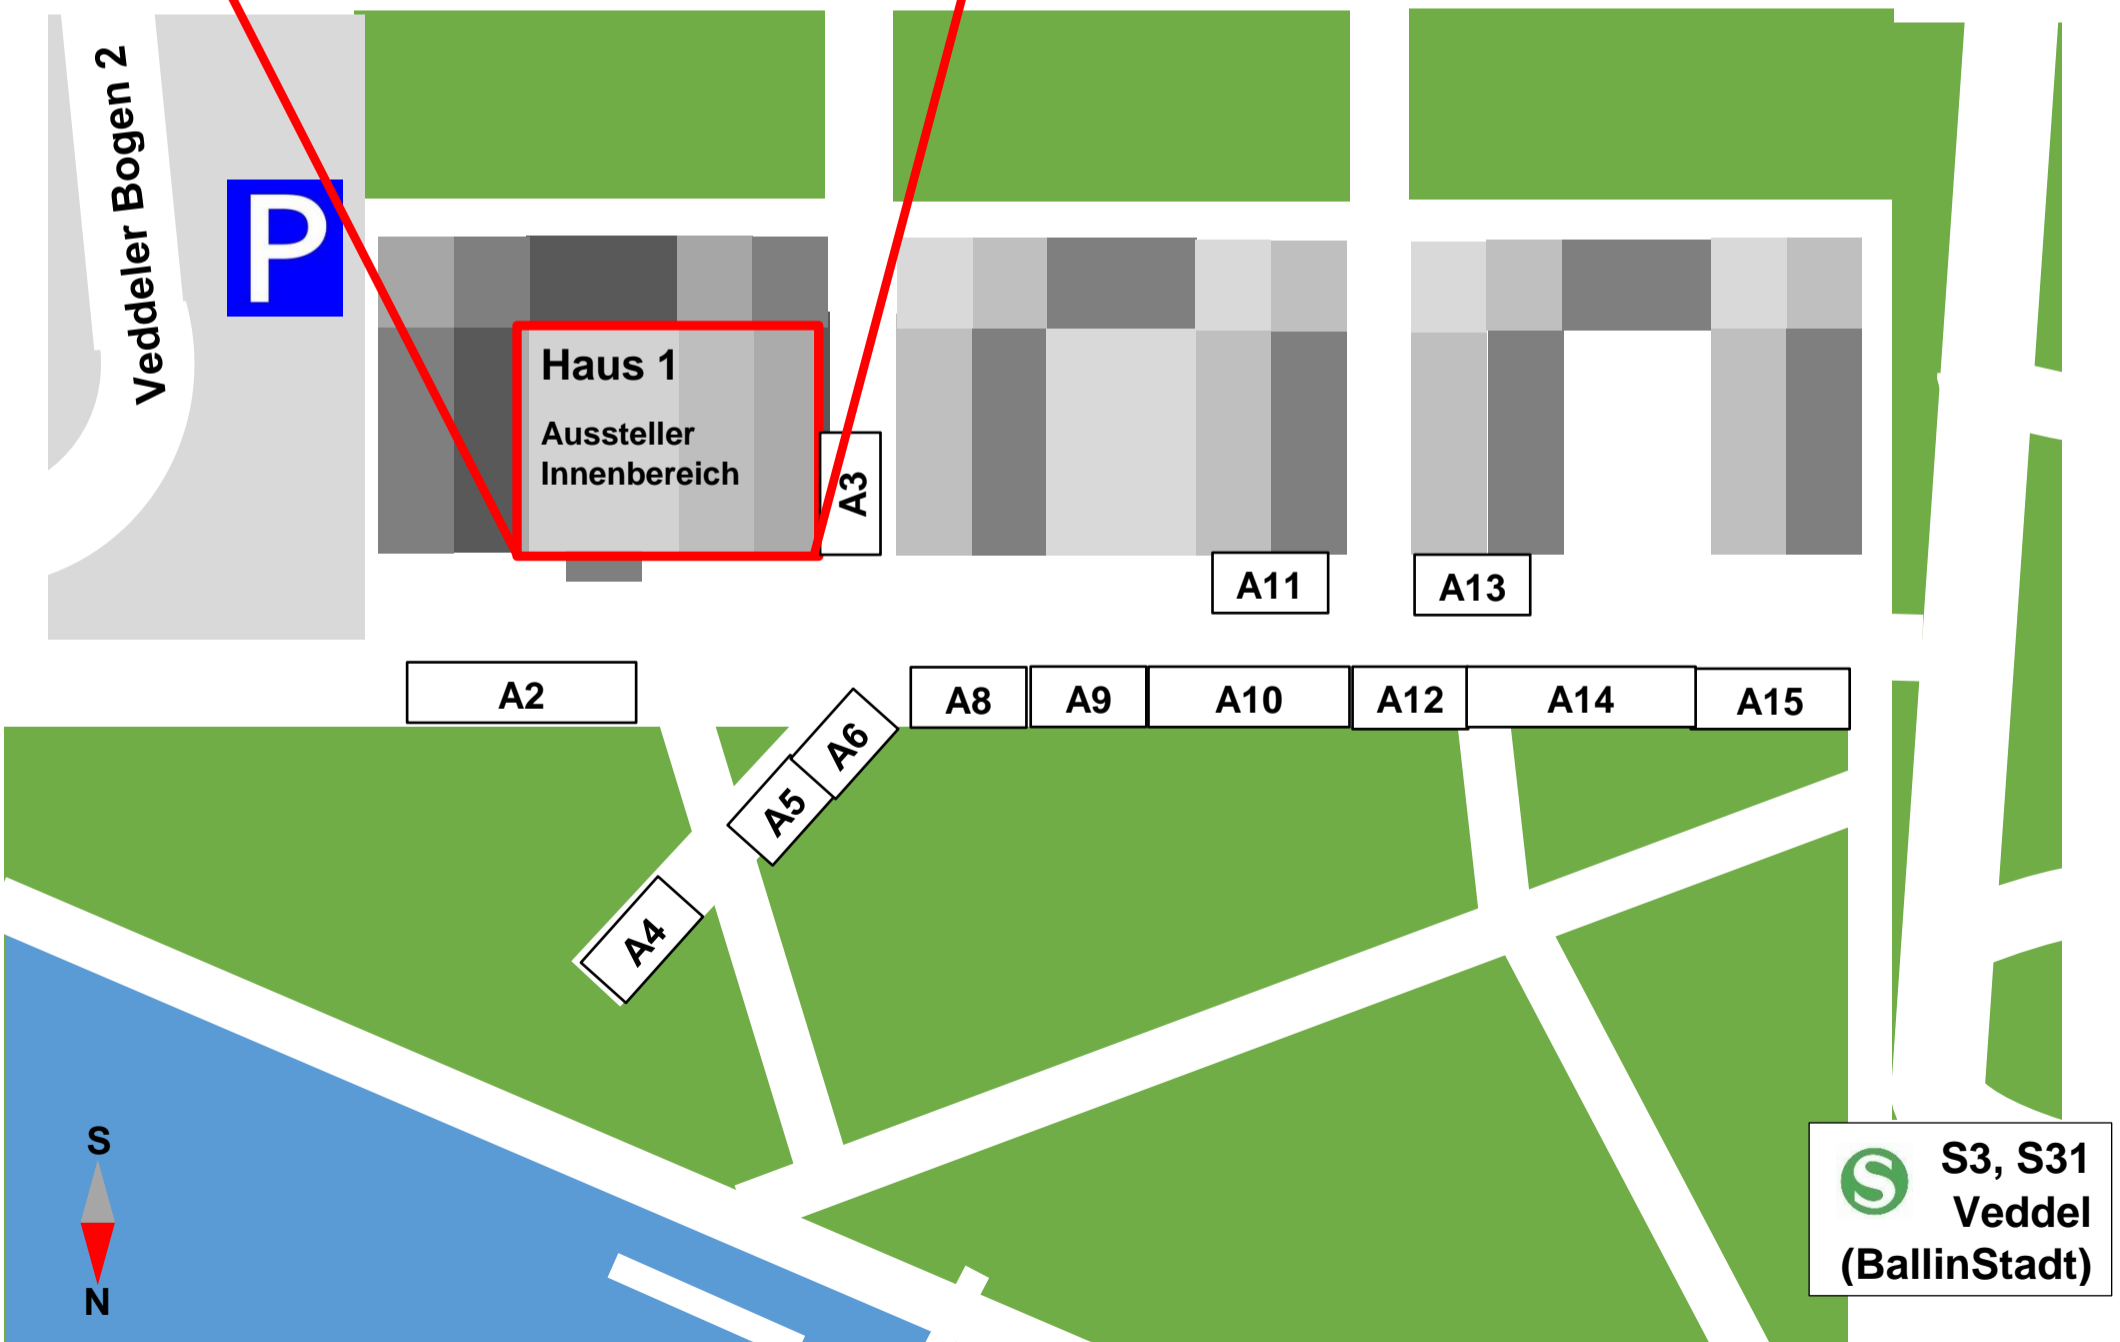 Veddeler Bogen 2
P
Haus 1
Aussteller
Innenbereich
A3
A11
A13
A2
A8
A9
A10
A12
A14
A15
A6
A5
A4
S
N
S
S3, S31
Veddel
(BallinStadt)